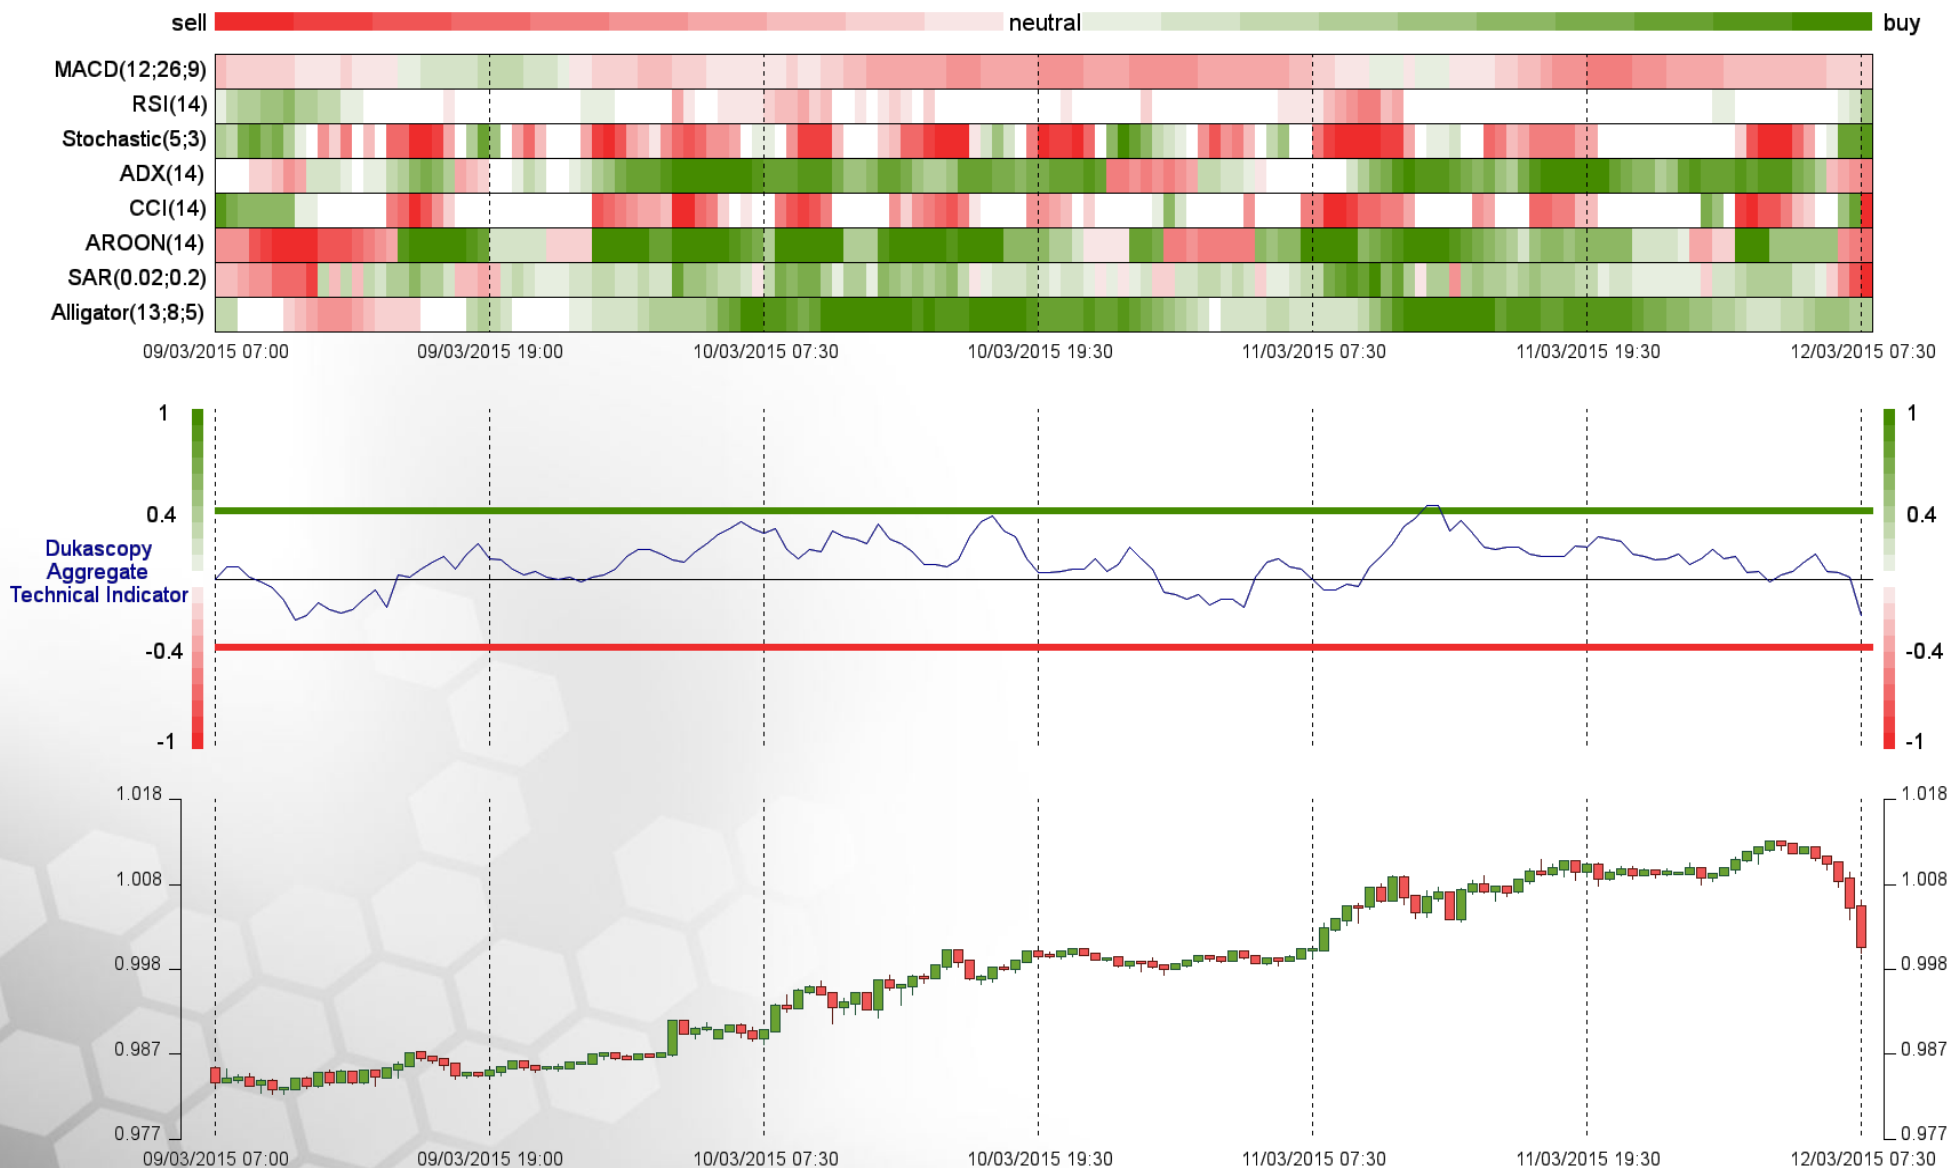 sell neutral buy
MACD(12;26;9)
RSI(14)
Stochastic(5;3)
ADX(14)
CCI(14)
AROON(14)
SAR(0.02;0.2)
Alligator(13;8;5)
09/03/2015 07:00 09/03/2015 19:00 10/03/2015 07:30 10/03/2015 19:30 11/03/2015 07:30 11/03/2015 19:30 12/03/2015 07:30
1 1
0.4 0.4
Dukascopy
Aggregate
Technical Indicator
-0.4 -0.4
-1 -1
1.018 1.018
1.008 1.008
0.998 0.998
0.987 0.987
0.977 0.977
09/03/2015 07:00 09/03/2015 19:00 10/03/2015 07:30 10/03/2015 19:30 11/03/2015 07:30 11/03/2015 19:30 12/03/2015 07:30